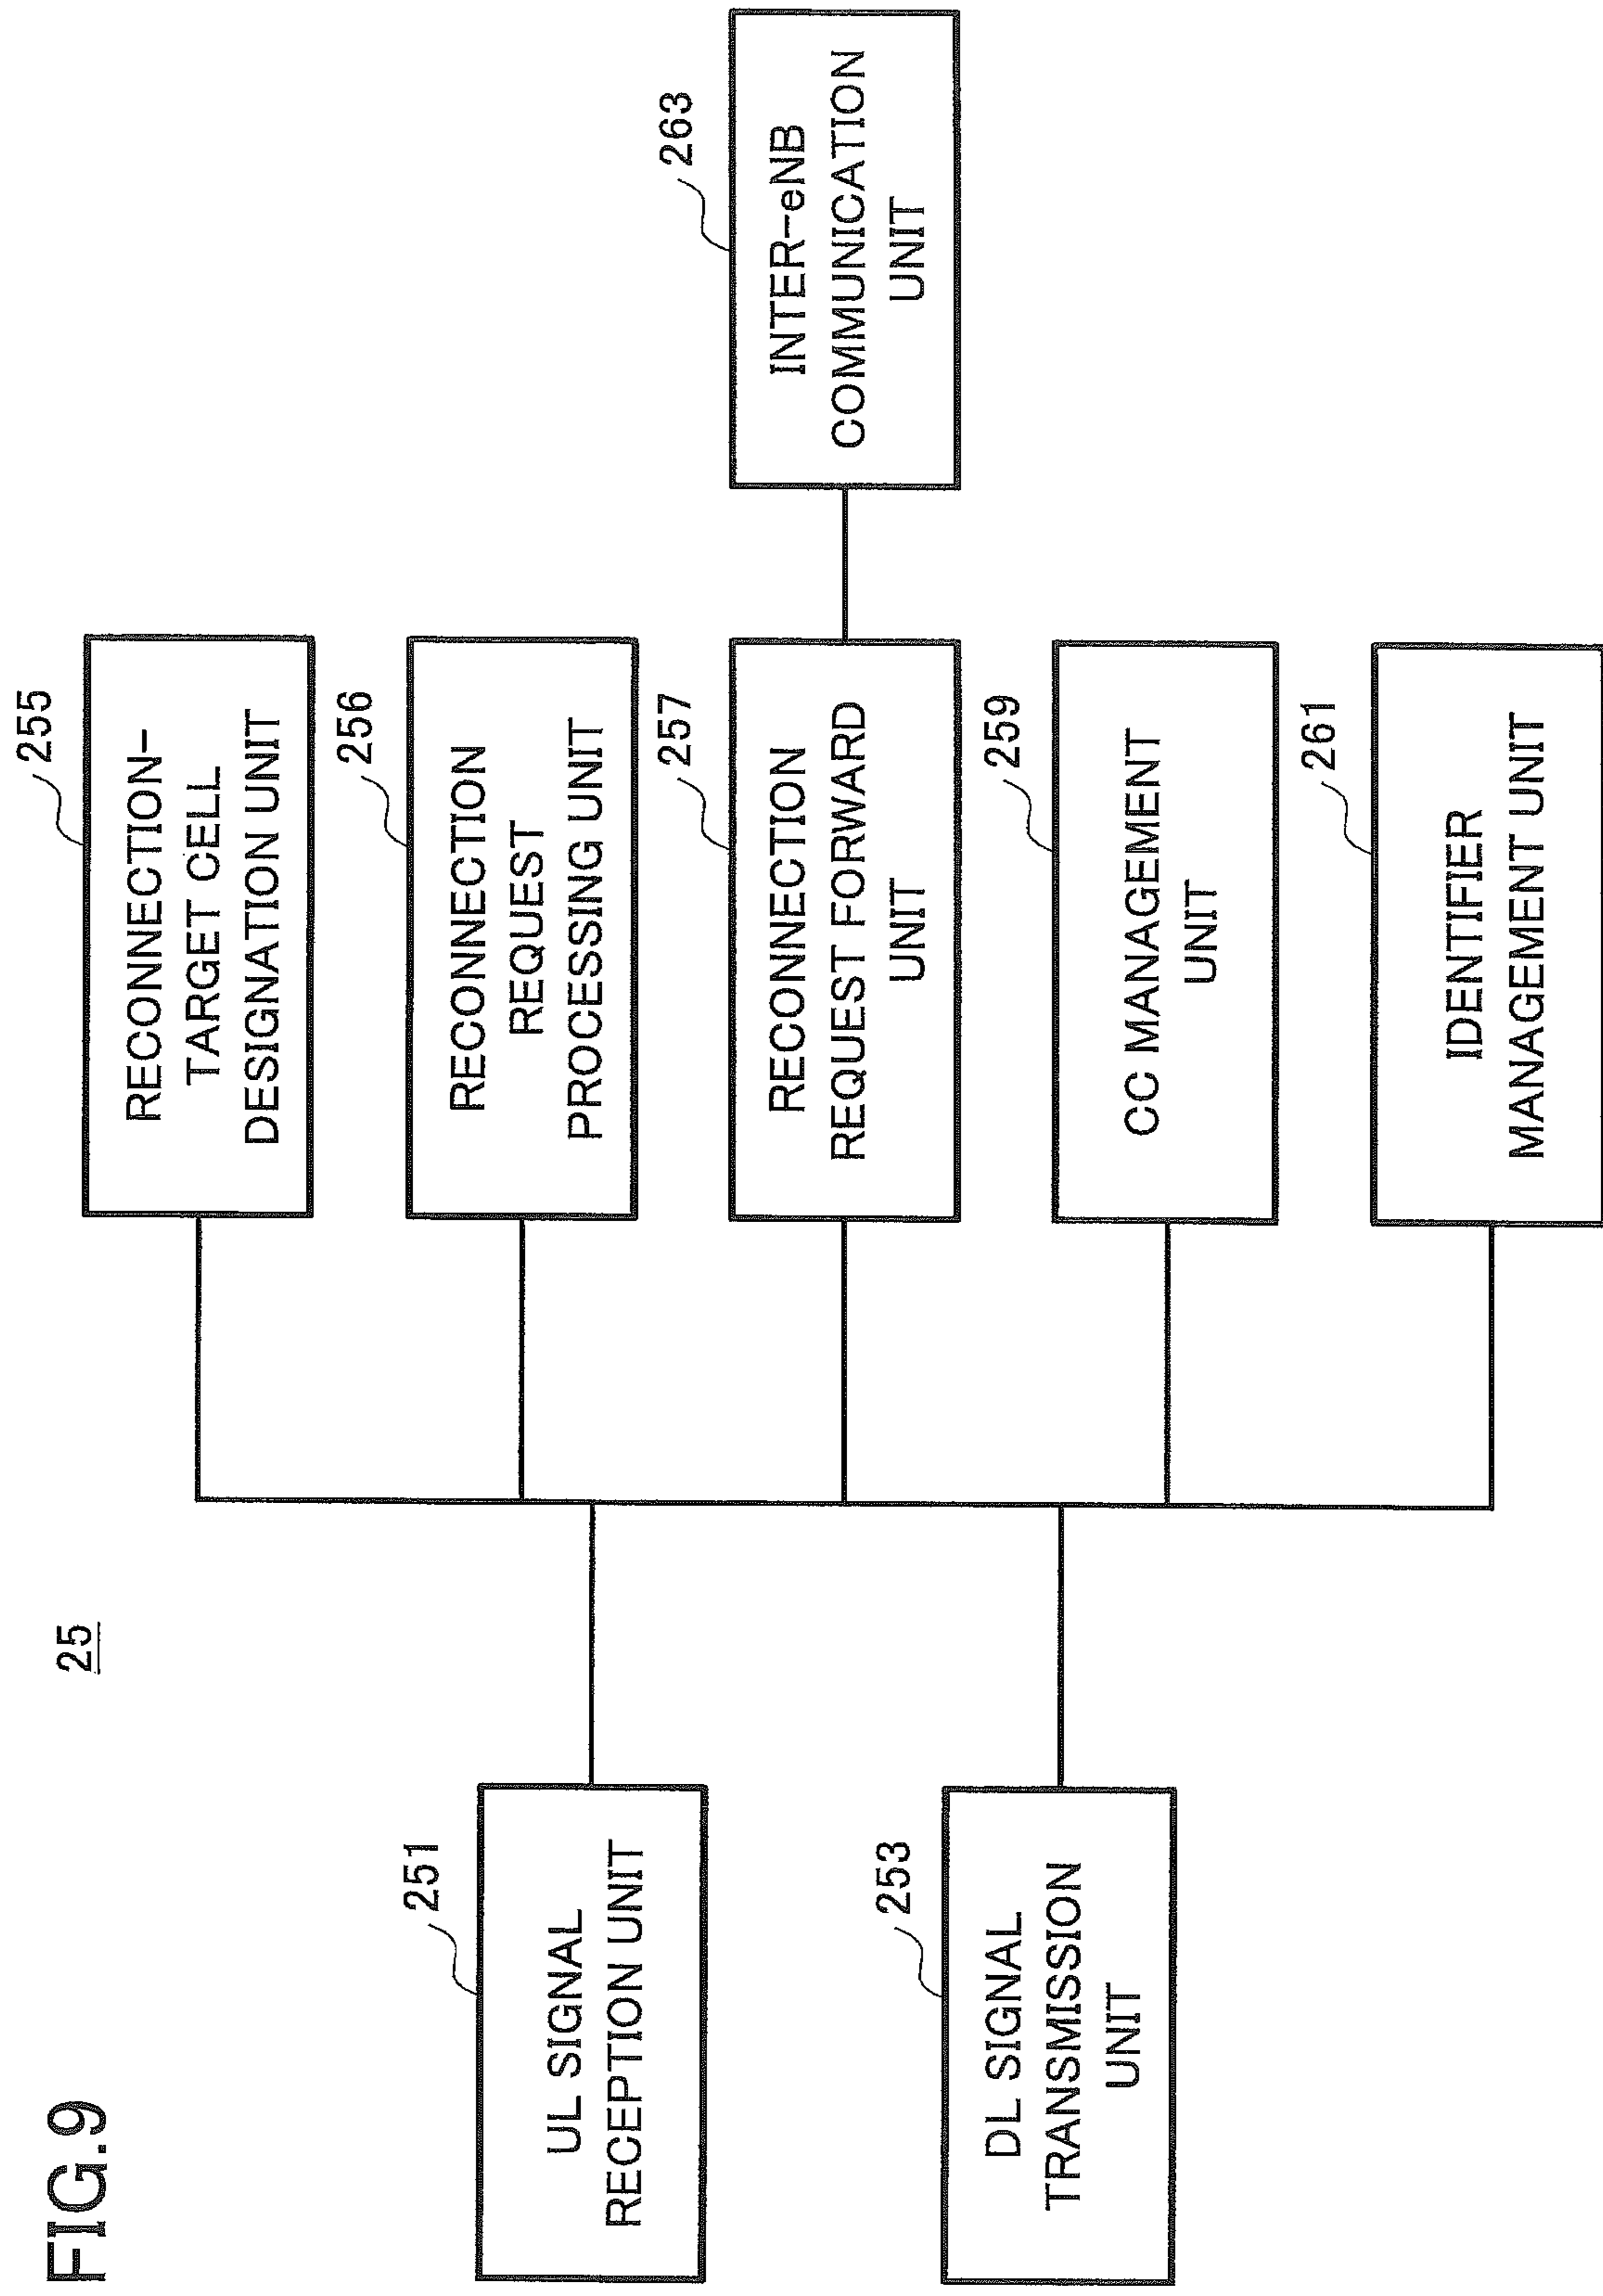 FIG.9
25
251
UL SIGNAL
RECEPTION UNIT
253
DL SIGNAL
TRANSMISSION
UNIT
255
RECONNECTION-
TARGET CELL
DESIGNATION UNIT
256
RECONNECTION
REQUEST
PROCESSING UNIT
257
RECONNECTION
REQUEST FORWARD
UNIT
259
CC MANAGEMENT
UNIT
261
IDENTIFIER
MANAGEMENT UNIT
263
INTER-eNB
COMMUNICATION
UNIT